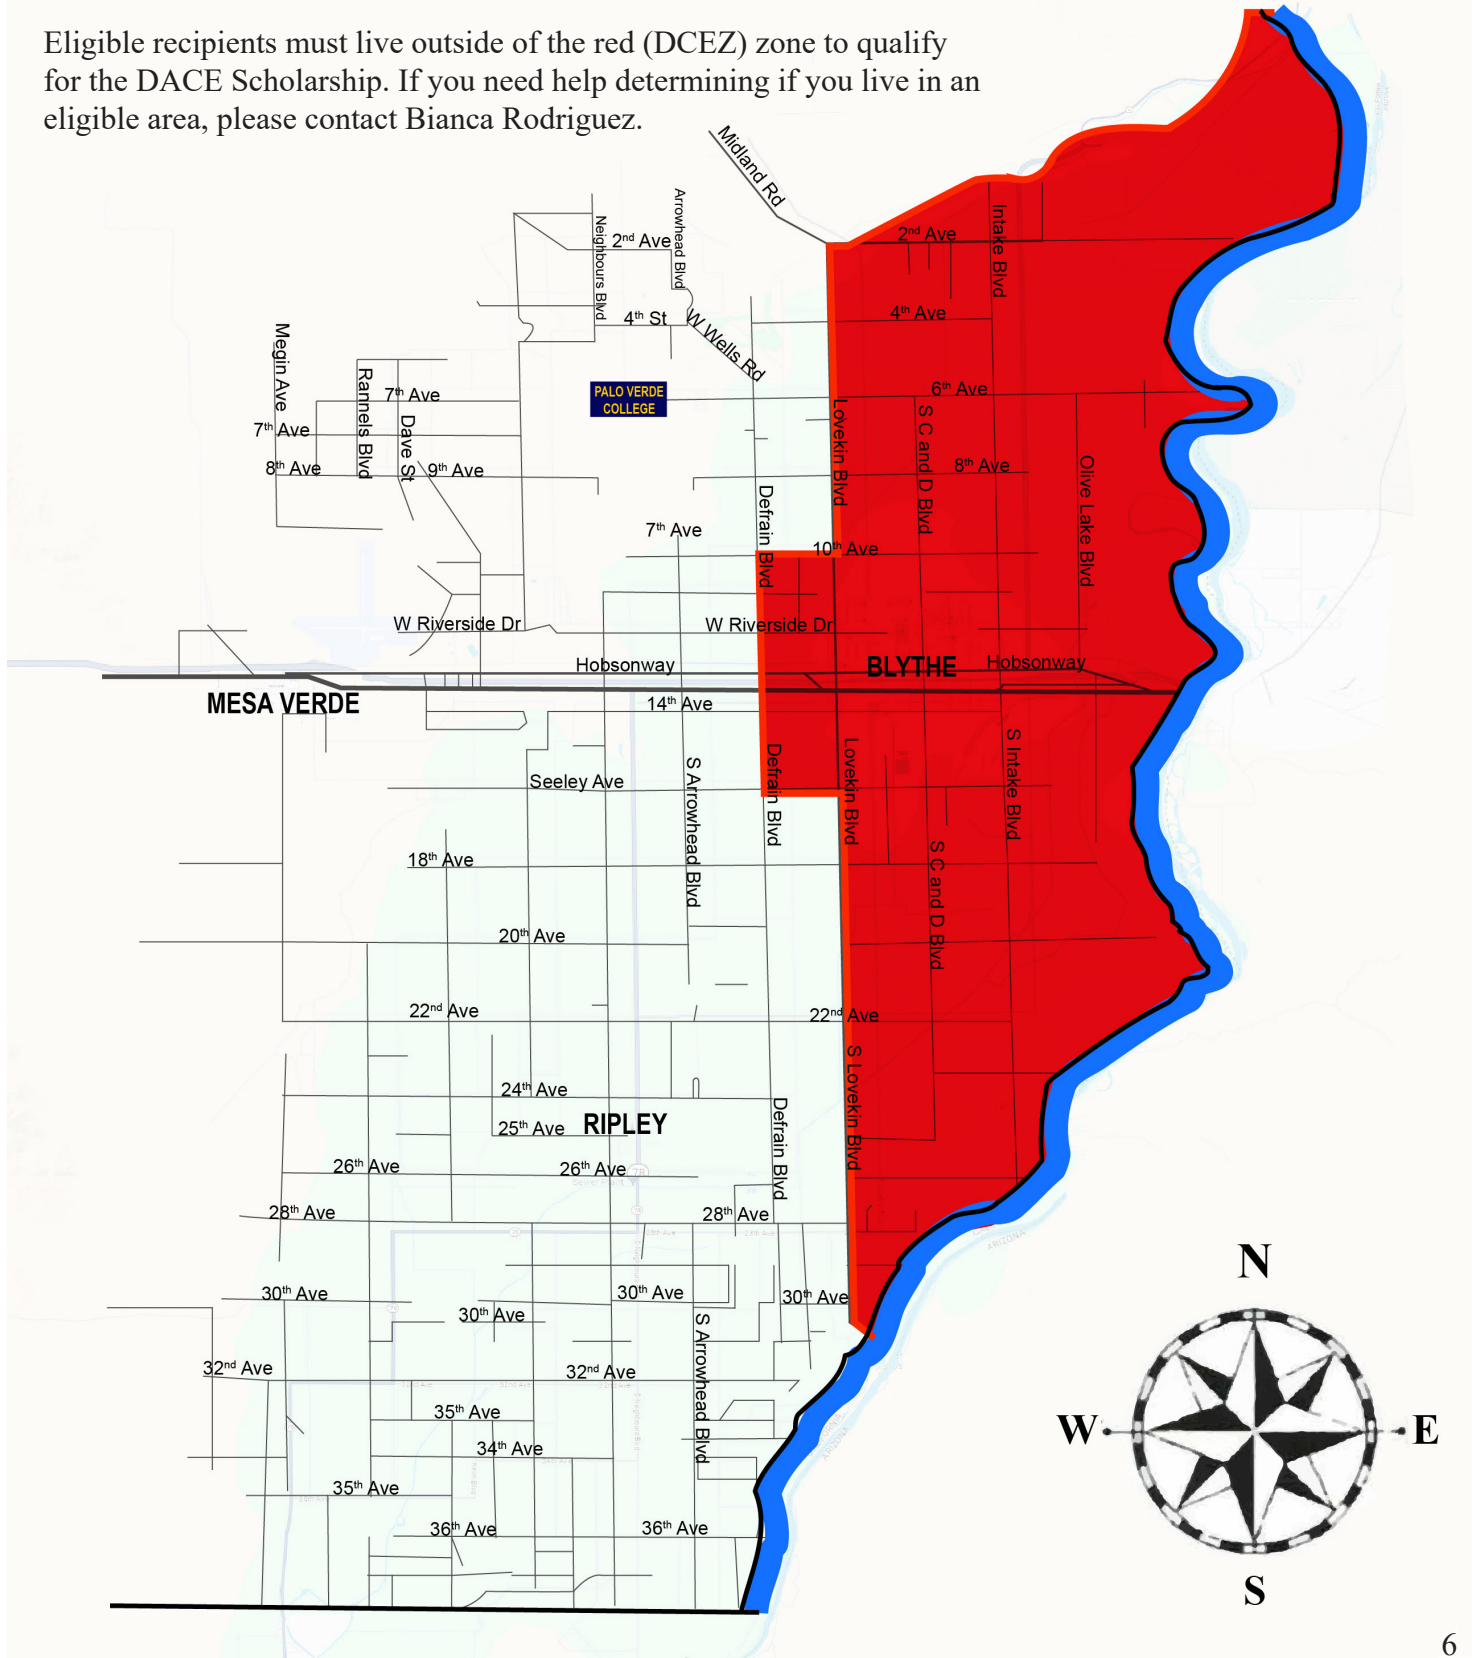 Eligible recipients must live outside of the red (DCEZ) zone to qualify
for the DACE Scholarship. If you need help determining if you live in an
eligible area, please contact Bianca Rodriguez.
Midland Rd
Arrowhead Blvd
Neighbours Blvd
2nd Ave
2nd Ave
Intake Blvd
4th St
W Wells Rd
4th Ave
Megin Ave
Rannels Blvd
7th Ave
Dave St
PALO VERDE
COLLEGE
6th Ave
Lovekin Blvd
S C and D Blvd
7th Ave
8th Ave
9th Ave
8th Ave
Olive Lake Blvd
Defrain Blvd
7th Ave
10th Ave
W Riverside Dr
W Riverside Dr
Hobsonway
BLYTHE
Hobsonway
MESA VERDE
14th Ave
S Arrowhead Blvd
Defrain Blvd
Lovekin Blvd
S Intake Blvd
Seeley Ave
18th Ave
S C and D Blvd
20th Ave
22nd Ave
22nd Ave
S Lovekin Blvd
24th Ave
Defrain Blvd
25th Ave
RIPLEY
26th Ave
26th Ave
78
Sewer Plant
28th Ave
28th Ave
ARIZONA
30th Ave
30th Ave
30th Ave
30th Ave
S Arrowhead Blvd
32nd Ave
32nd Ave
35th Ave
34th Ave
ARIZONA
35th Ave
36th Ave
36th Ave
N
W
E
S
6